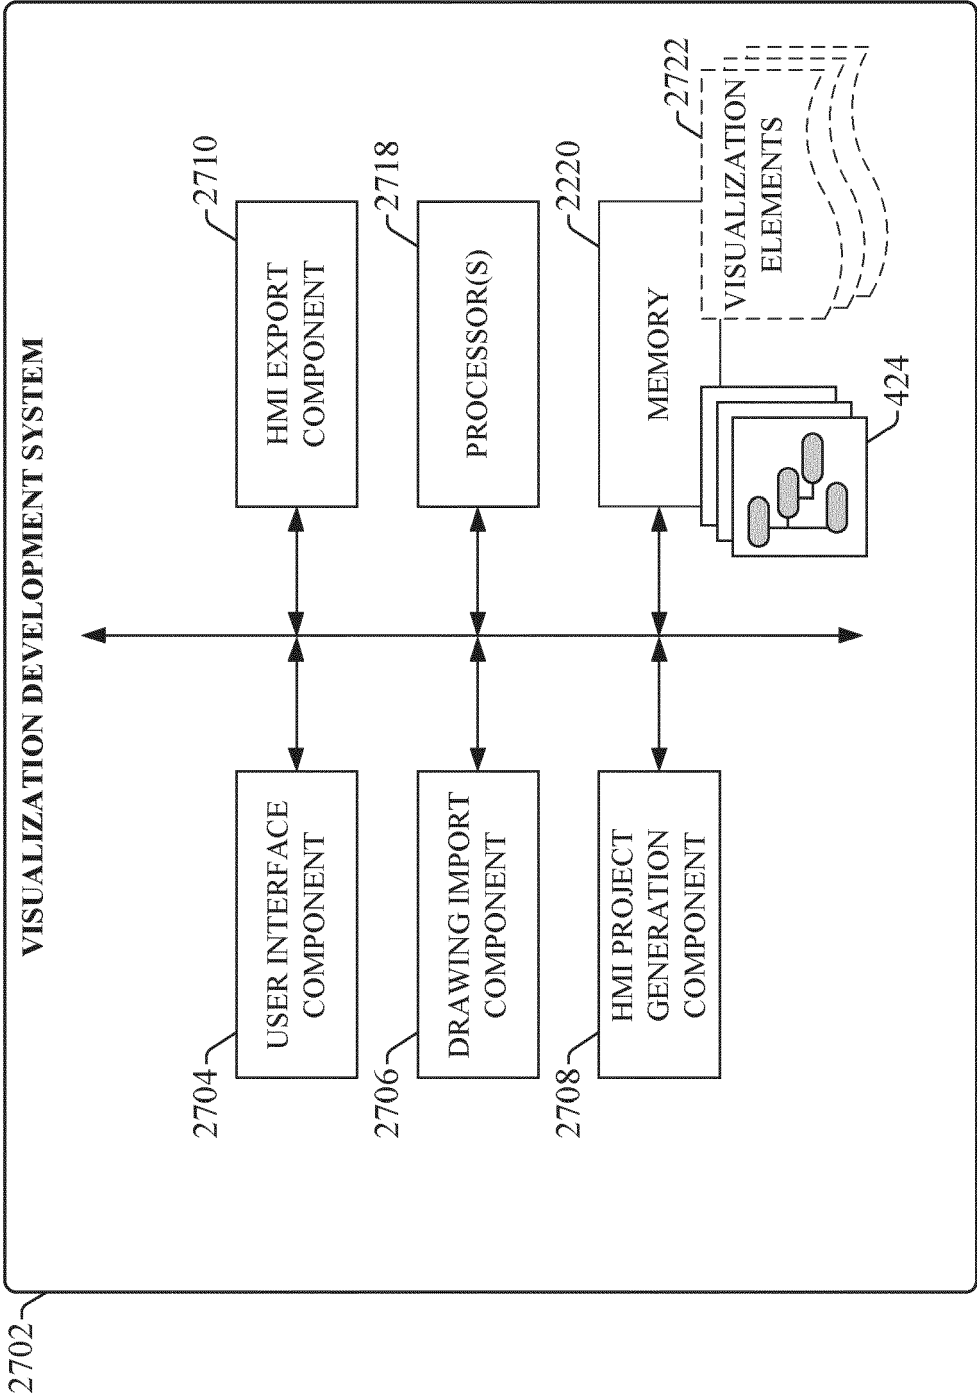 VISUALIZATION DEVELOPMENT SYSTEM
2702
2704
USER INTERFACE
COMPONENT
2706
DRAWING IMPORT
COMPONENT
2708
HMI PROJECT
GENERATION
COMPONENT
2710
HMI EXPORT
COMPONENT
2718
PROCESSOR(S)
2220
MEMORY
2722
VISUALIZATION
ELEMENTS
424